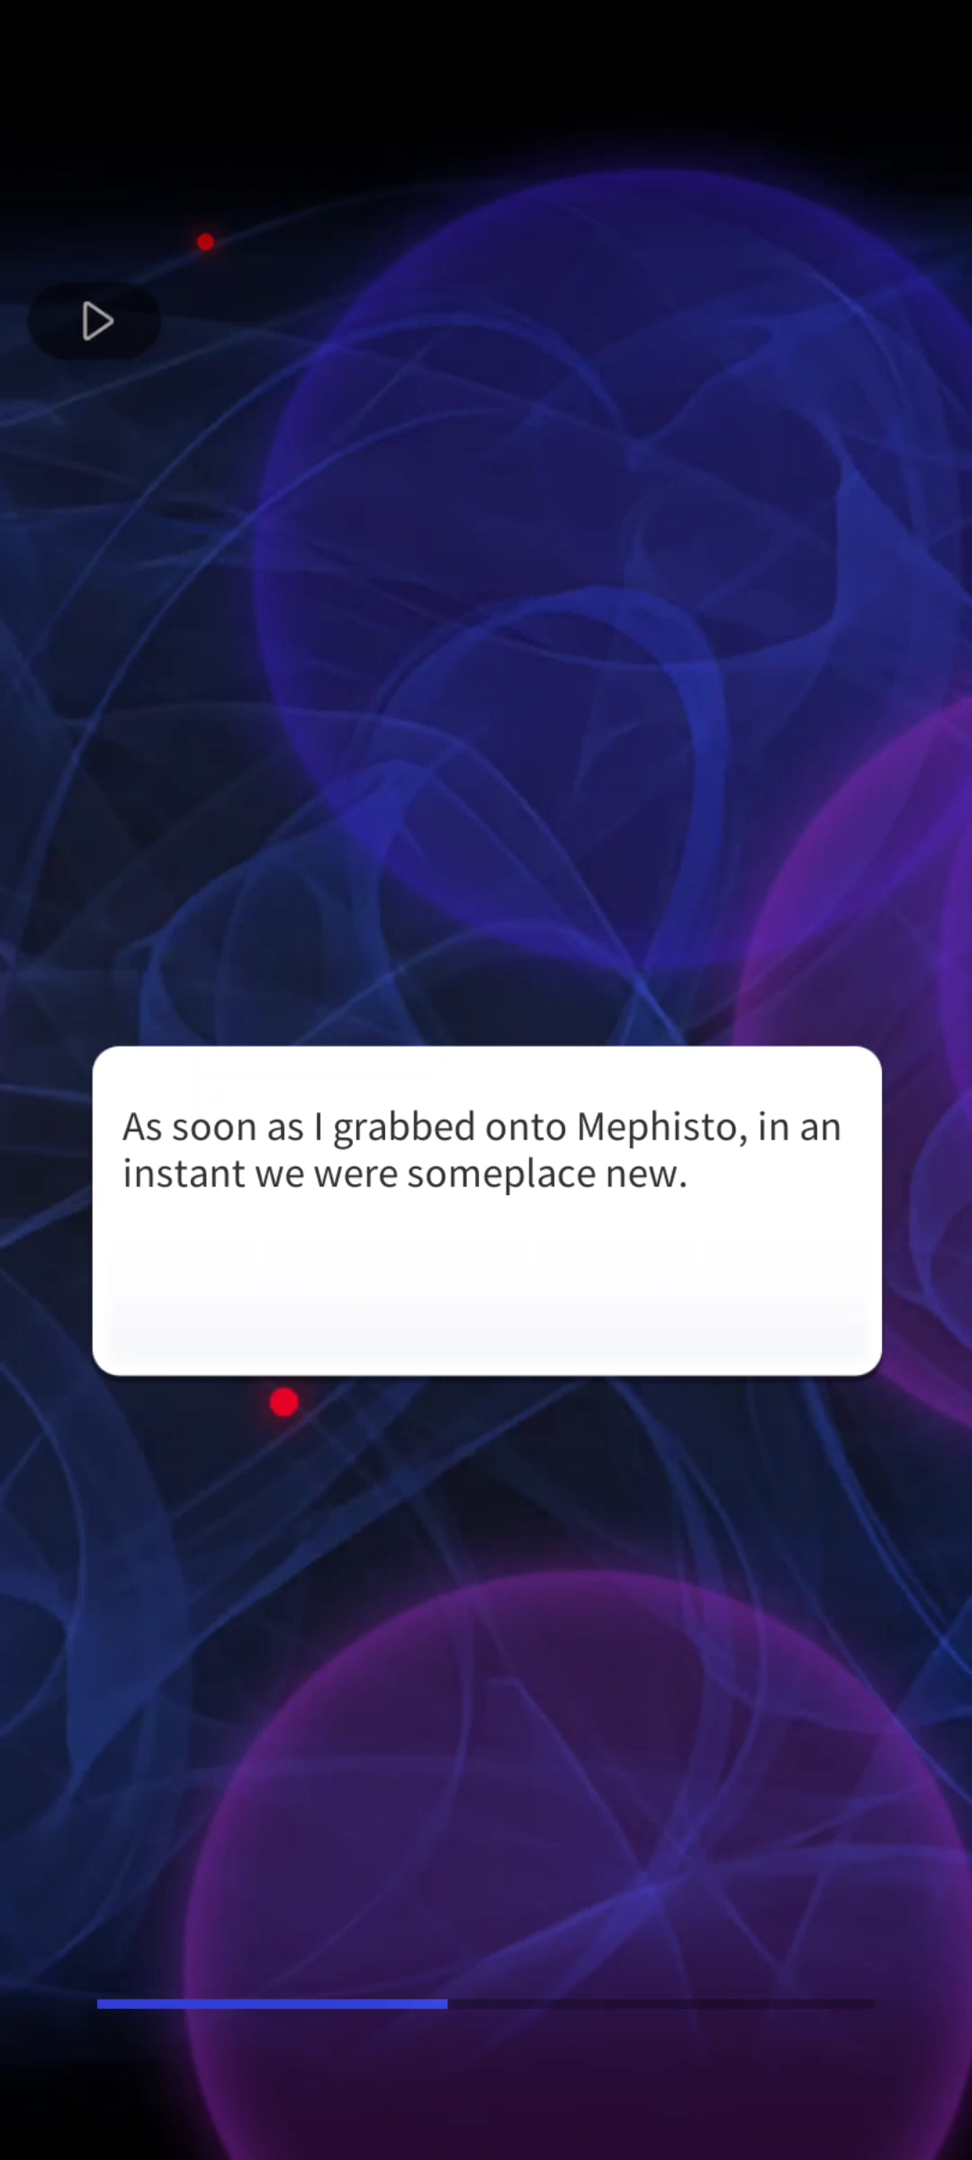 As soon as I grabbed onto Mephisto, in an
instant we were someplace new.